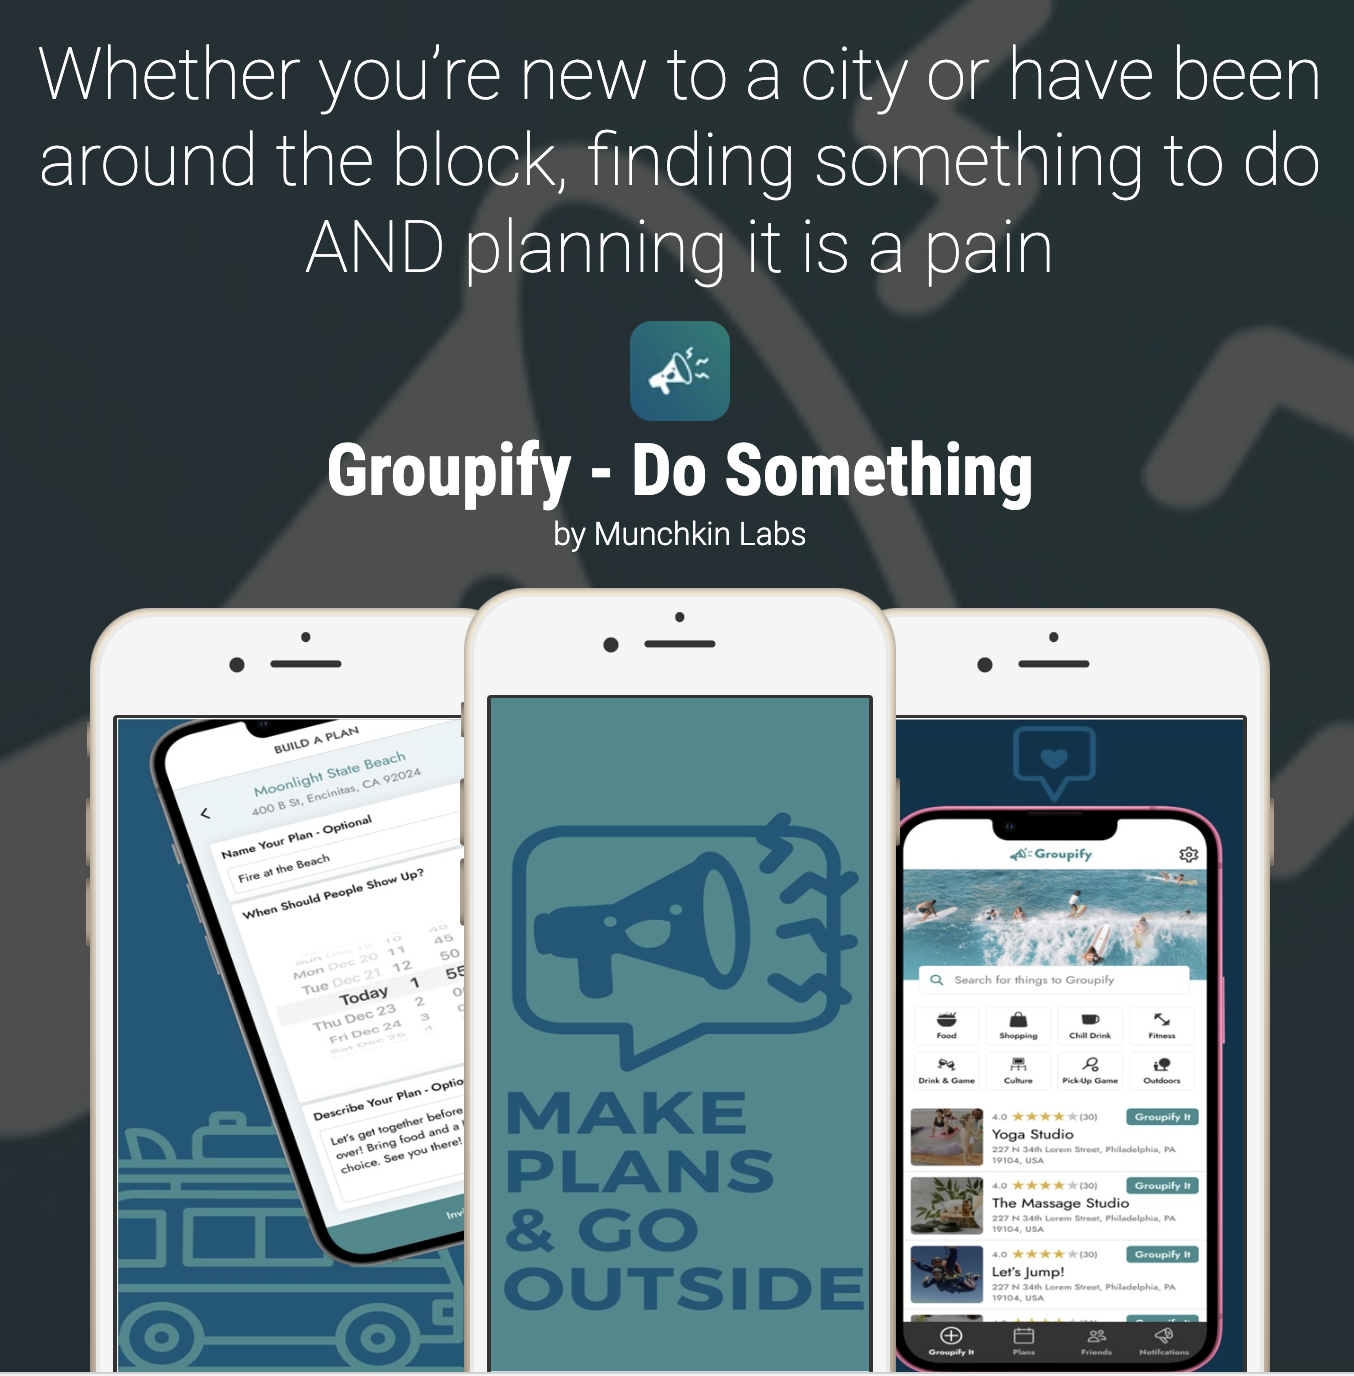 Whether you’re new to a city or have been
around the block, finding something to do
AND planning it is a pain
Groupify - Do Something
by Munchkin Labs
BUILD A PLAN
Moonlight State Beach
400 B St, Encinitas, CA 92024
Name Your Plan - Optional
Fire at the Beach
When Should People Show Up?
Sun Dec 19 10 40
Mon Dec 20 11 45
Tue Dec 21 12 50
Today 1 55
Thu Dec 23 2
Fri Dec 24 3
Sat Dec 25 4
Describe Your Plan - Optio
Let's get together before
over! Bring food and a
choice. See you there!
Invi
MAKE
PLANS
& GO
OUTSIDE
Groupify
Search for things to Groupify
Food Shopping Chill Drink Fitness
Drink & Game Culture Pick-Up Game Outdoors
4.0 (30) Groupify It
Yoga Studio
227 N 34th Lorem Street, Philadelphia, PA
19104, USA
4.0 (30) Groupify It
The Massage Studio
227 N 34th Lorem Street, Philadelphia, PA
19104, USA
4.0 (30) Groupify It
Let's Jump!
227 N 34th Lorem Street, Philadelphia, PA
19104, USA
Groupify It Plans Friends Notifcations